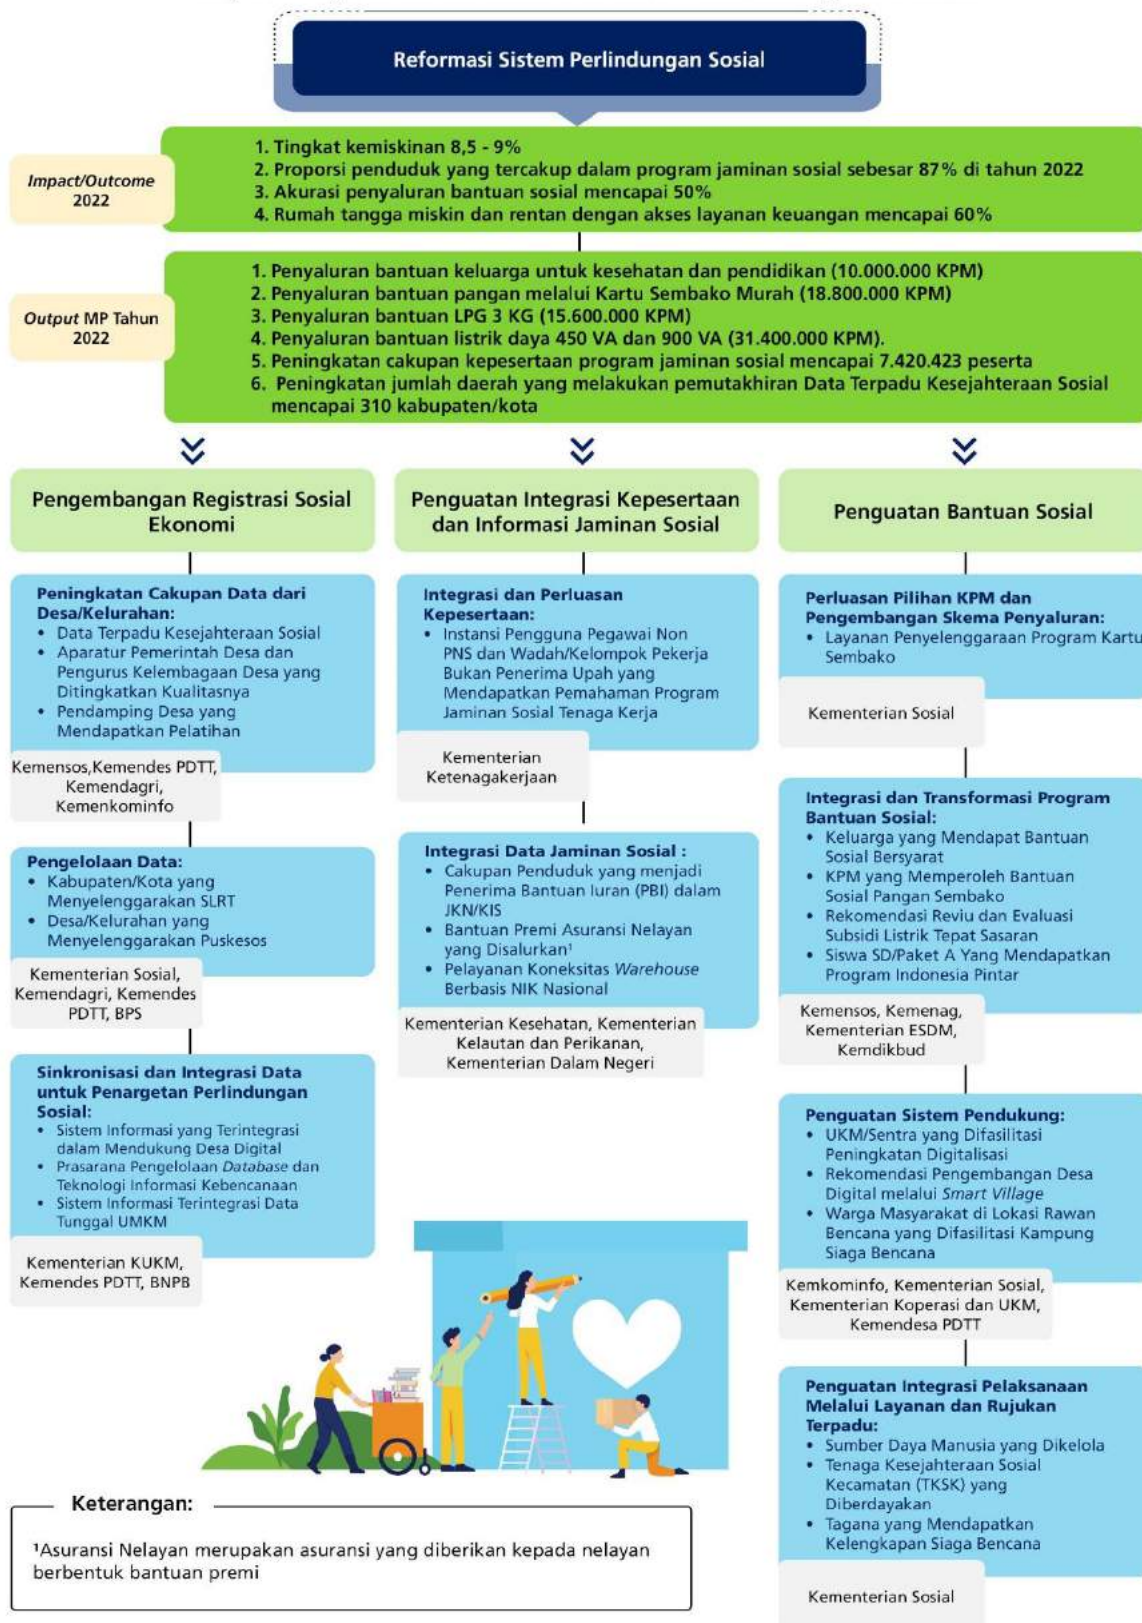 Reformasi Sistem Perlindungan Sosial
Impact/Outcome
2022
1. Tingkat kemiskinan 8,5 - 9%
2. Proporsi penduduk yang tercakup dalam program jaminan sosial sebesar 87% di tahun 2022
3. Akurasi penyaluran bantuan sosial mencapai 50%
4. Rumah tangga miskin dan rentan dengan akses layanan keuangan mencapai 60%
Output MP Tahun
2022
1. Penyaluran bantuan keluarga untuk kesehatan dan pendidikan (10.000.000 KPM)
2. Penyaluran bantuan pangan melalui Kartu Sembako Murah (18.800.000 KPM)
3. Penyaluran bantuan LPG 3 KG (15.600.000 KPM)
4. Penyaluran bantuan listrik daya 450 VA dan 900 VA (31.400.000 KPM).
5. Peningkatan cakupan kepesertaan program jaminan sosial mencapai 7.420.423 peserta
6. Peningkatan jumlah daerah yang melakukan pemutakhiran Data Terpadu Kesejahteraan Sosial
mencapai 310 kabupaten/kota
Pengembangan Registrasi Sosial
Ekonomi
Peningkatan Cakupan Data dari
Desa/Kelurahan:
• Data Terpadu Kesejahteraan Sosial
• Aparatur Pemerintah Desa dan
Pengurus Kelembagaan Desa yang
Ditingkatkan Kualitasnya
• Pendamping Desa yang
Mendapatkan Pelatihan
Kemensos,Kemendes PDTT,
Kemendagri,
Kemenkominfo
Pengelolaan Data:
• Kabupaten/Kota yang
Menyelenggarakan SLRT
• Desa/Kelurahan yang
Menyelenggarakan Puskesos
Kementerian Sosial,
Kemendagri, Kemendes
PDTT, BPS
Sinkronisasi dan Integrasi Data
untuk Penargetan Perlindungan
Sosial:
• Sistem Informasi yang Terintegrasi
dalam Mendukung Desa Digital
• Prasarana Pengelolaan Database dan
Teknologi Informasi Kebencanaan
• Sistem Informasi Terintegrasi Data
Tunggal UMKM
Kementerian KUKM,
Kemendes PDTT, BNPB
Penguatan Integrasi Kepesertaan
dan Informasi Jaminan Sosial
Integrasi dan Perluasan
Kepesertaan:
• Instansi Pengguna Pegawai Non
PNS dan Wadah/Kelompok Pekerja
Bukan Penerima Upah yang
Mendapatkan Pemahaman Program
Jaminan Sosial Tenaga Kerja
Kementerian
Ketenagakerjaan
Integrasi Data Jaminan Sosial :
• Cakupan Penduduk yang menjadi
Penerima Bantuan Iuran (PBI) dalam
JKN/KIS
• Bantuan Premi Asuransi Nelayan
yang Disalurkan¹
• Pelayanan Koneksitas Warehouse
Berbasis NIK Nasional
Kementerian Kesehatan, Kementerian
Kelautan dan Perikanan,
Kementerian Dalam Negeri
Penguatan Bantuan Sosial
Perluasan Pilihan KPM dan
Pengembangan Skema Penyaluran:
• Layanan Penyelenggaraan Program Kartu
Sembako
Kementerian Sosial
Integrasi dan Transformasi Program
Bantuan Sosial:
• Keluarga yang Mendapat Bantuan
Sosial Bersyarat
• KPM yang Memperoleh Bantuan
Sosial Pangan Sembako
• Rekomendasi Reviu dan Evaluasi
Subsidi Listrik Tepat Sasaran
• Siswa SD/Paket A Yang Mendapatkan
Program Indonesia Pintar
Kemensos, Kemenag,
Kementerian ESDM,
Kemdikbud
Penguatan Sistem Pendukung:
• UKM/Sentra yang Difasilitasi
Peningkatan Digitalisasi
• Rekomendasi Pengembangan Desa
Digital melalui Smart Village
• Warga Masyarakat di Lokasi Rawan
Bencana yang Difasilitasi Kampung
Siaga Bencana
Kemkominfo, Kementerian Sosial,
Kementerian Koperasi dan UKM,
Kemendesa PDTT
Penguatan Integrasi Pelaksanaan
Melalui Layanan dan Rujukan
Terpadu:
• Sumber Daya Manusia yang Dikelola
• Tenaga Kesejahteraan Sosial
Kecamatan (TKSK) yang
Diberdayakan
• Tagana yang Mendapatkan
Kelengkapan Siaga Bencana
Kementerian Sosial
Keterangan:
¹Asuransi Nelayan merupakan asuransi yang diberikan kepada nelayan
berbentuk bantuan premi